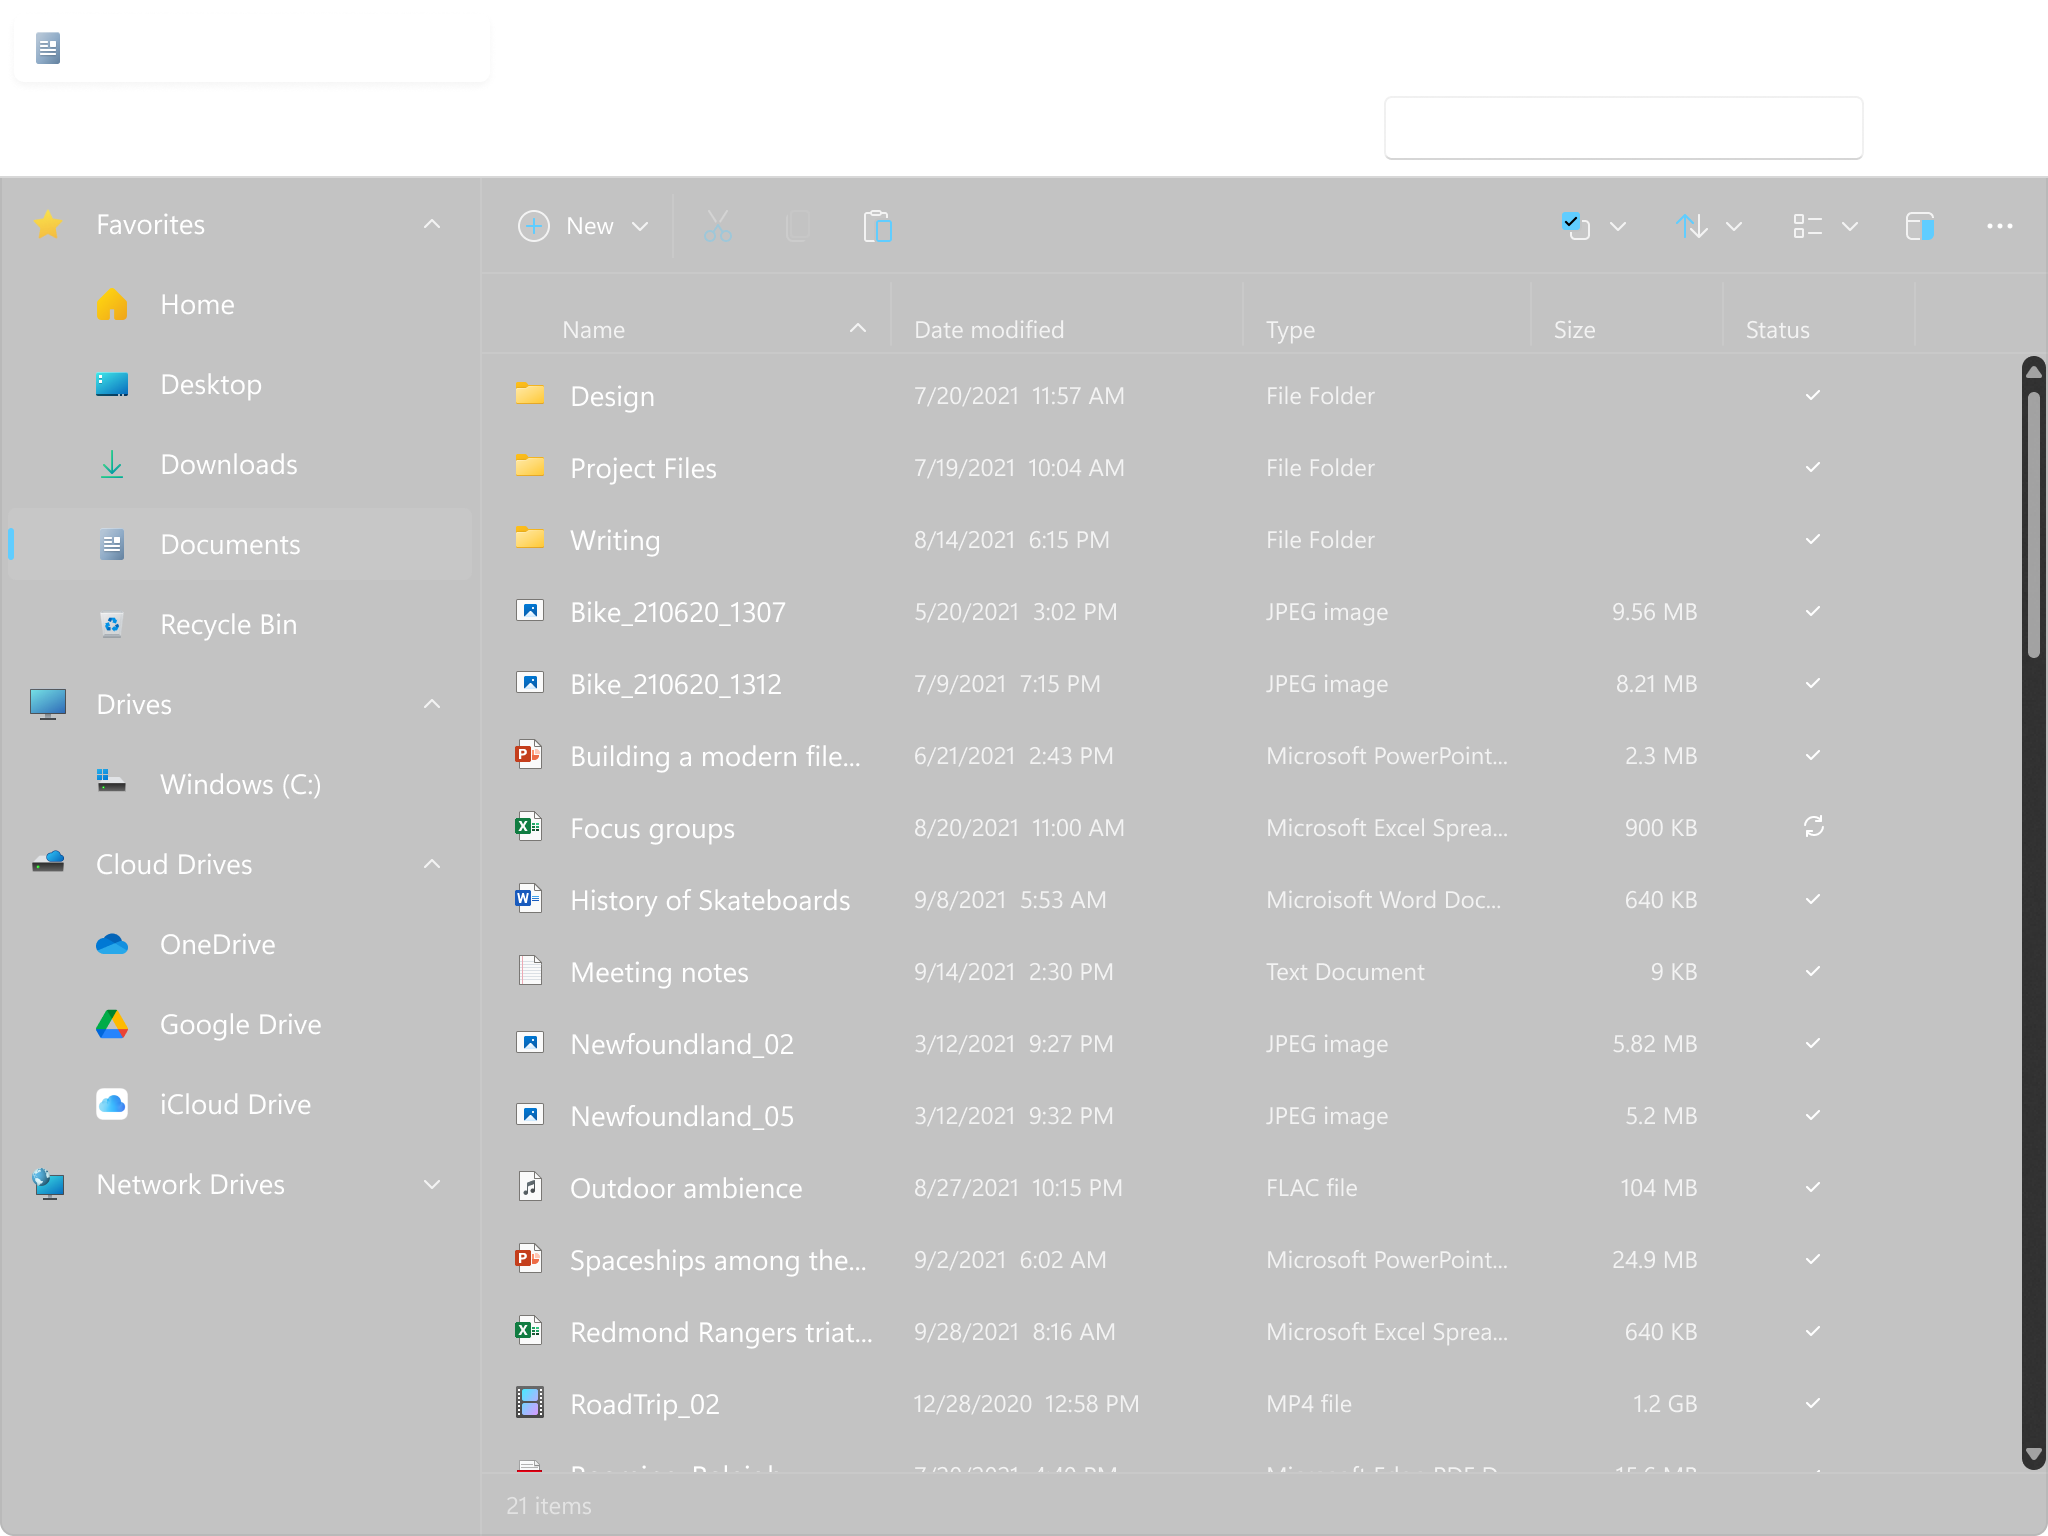 Favorites
Home
Desktop
Downloads
Documents
Recycle Bin
Drives
Windows (C:)
Cloud Drives
OneDrive
Google Drive
iCloud Drive
Network Drives
New
Name Date modified Type Size Status
Design 7/20/2021 11:57 AM File Folder
Project Files 7/19/2021 10:04 AM File Folder
Writing 8/14/2021 6:15 PM File Folder
Bike_210620_1307 5/20/2021 3:02 PM JPEG image 9.56 MB
Bike_210620_1312 7/9/2021 7:15 PM JPEG image 8.21 MB
Building a modern file... 6/21/2021 2:43 PM Microsoft PowerPoint... 2.3 MB
Focus groups 8/20/2021 11:00 AM Microsoft Excel Sprea... 900 KB
History of Skateboards 9/8/2021 5:53 AM Microisoft Word Doc... 640 KB
Meeting notes 9/14/2021 2:30 PM Text Document 9 KB
Newfoundland_02 3/12/2021 9:27 PM JPEG image 5.82 MB
Newfoundland_05 3/12/2021 9:32 PM JPEG image 5.2 MB
Outdoor ambience 8/27/2021 10:15 PM FLAC file 104 MB
Spaceships among the... 9/2/2021 6:02 AM Microsoft PowerPoint... 24.9 MB
Redmond Rangers triat... 9/28/2021 8:16 AM Microsoft Excel Sprea... 640 KB
RoadTrip_02 12/28/2020 12:58 PM MP4 file 1.2 GB
21 items